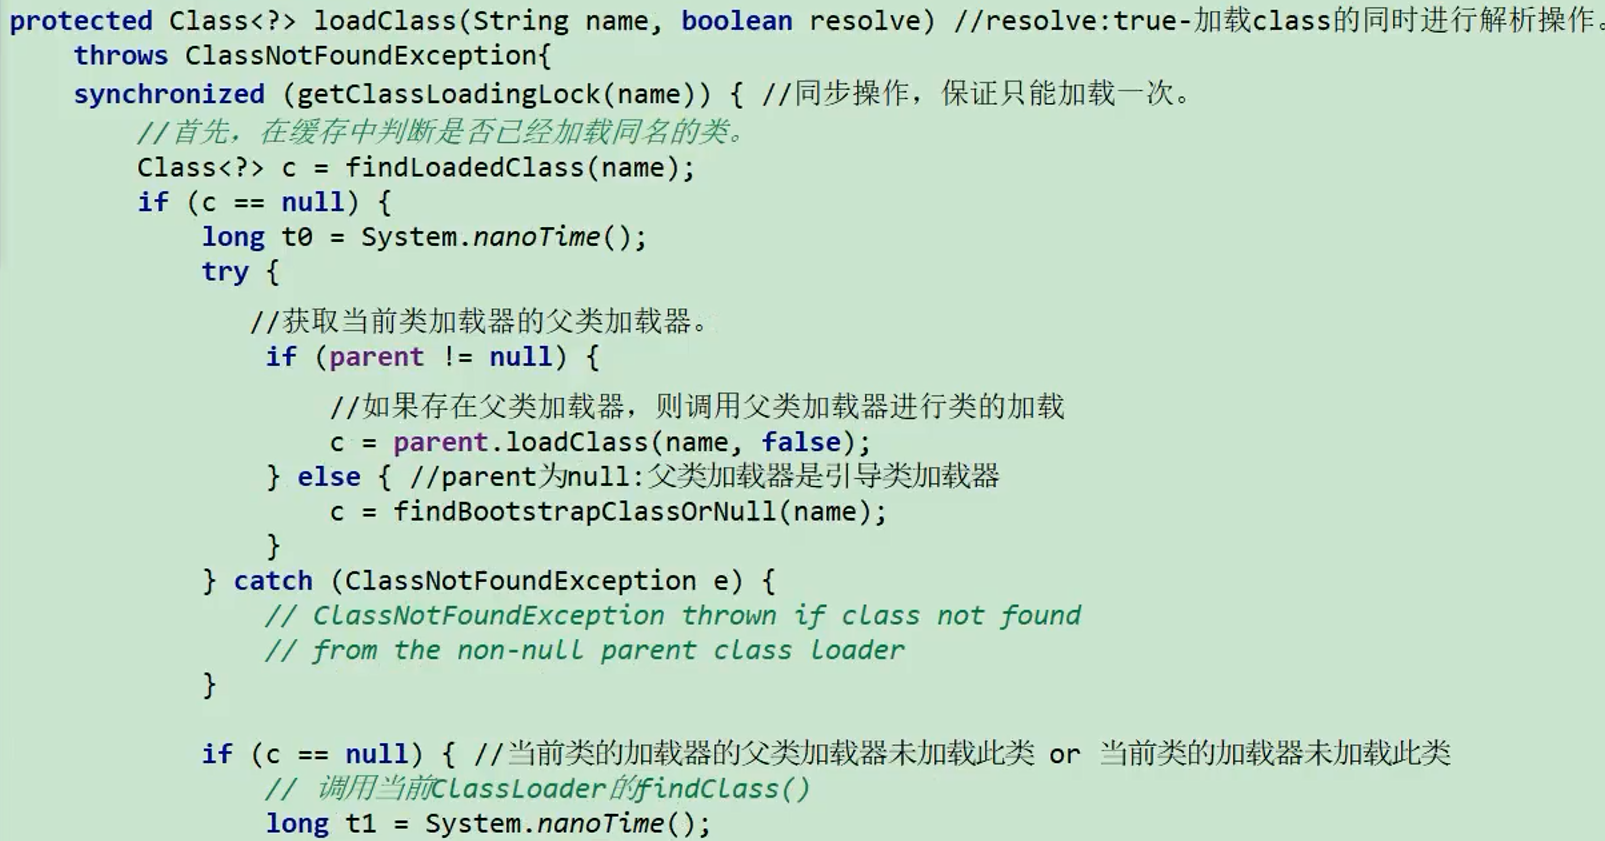 protected Class<?> loadClass(String name, boolean resolve) //resolve:true-加载class的同时进行解析操作。
throws ClassNotFoundException{
synchronized (getClassLoadingLock(name)) { //同步操作，保证只能加载一次。
//首先，在缓存中判断是否已经加载同名的类。
Class<?> c = findLoadedClass(name);
if (c == null) {
long t0 = System.nanoTime();
try {
//获取当前类加载器的父类加载器。
if (parent != null) {
//如果存在父类加载器，则调用父类加载器进行类的加载
c = parent.loadClass(name, false);
} else { //parent为null:父类加载器是引导类加载器
c = findBootstrapClassOrNull(name);
}
} catch (ClassNotFoundException e) {
// ClassNotFoundException thrown if class not found
// from the non-null parent class loader
}
if (c == null) { //当前类的加载器的父类加载器未加载此类 or 当前类的加载器未加载此类
// 调用当前ClassLoader的findClass()
long t1 = System.nanoTime();